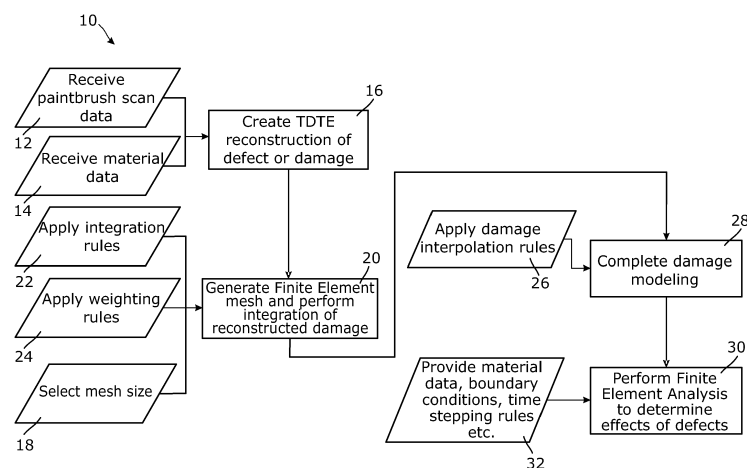 10
Receive
paintbrush scan
data
12
Receive material
data
14
16
Create TDTE
reconstruction of
defect or damage
Apply integration
rules
22
Apply weighting
rules
24
Select mesh size
18
20
Generate Finite Element
mesh and perform
integration of
reconstructed damage
Apply damage
interpolation rules
26
28
Complete damage
modeling
Provide material
data, boundary
conditions, time
stepping rules
etc.
32
30
Perform Finite
Element Analysis
to determine
effects of defects